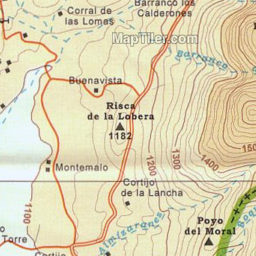 Corral de
las Lomas
Barranco los
Calderones
MapTiler.com
Barranco
Buenavista
Risca
de la Lobera
1182
Montemalo
1200
1300
1400
Cortijo
de la Lancha
1100
Poyo
del Moral
Torre
Cortijo
Almizaranes